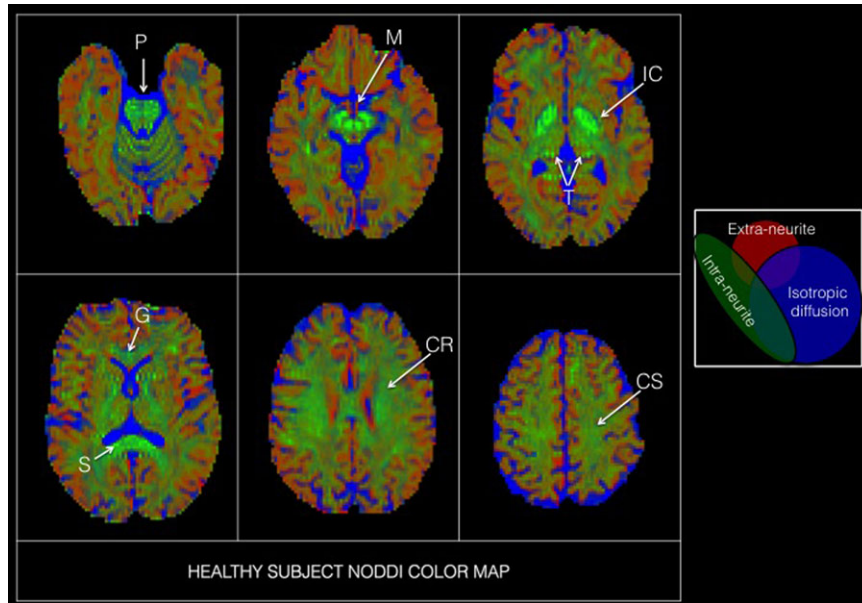 P
M
IC
T
G
S
CR
CS
Extra-neurite
Intra-neurite
Isotropic
diffusion
HEALTHY SUBJECT NODDI COLOR MAP